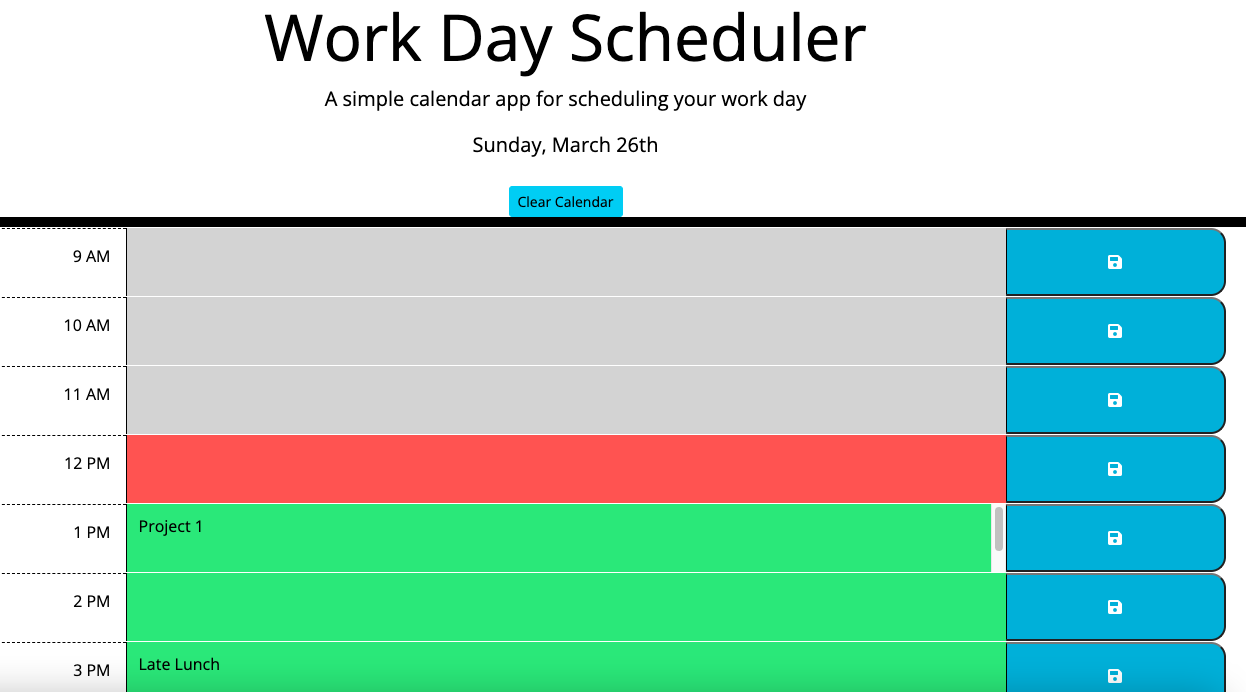 Work Day Scheduler
A simple calendar app for scheduling your work day
Sunday, March 26th
Clear Calendar
9 AM
10 AM
11 AM
12 PM
1 PM Project 1
2 PM
3 PM Late Lunch